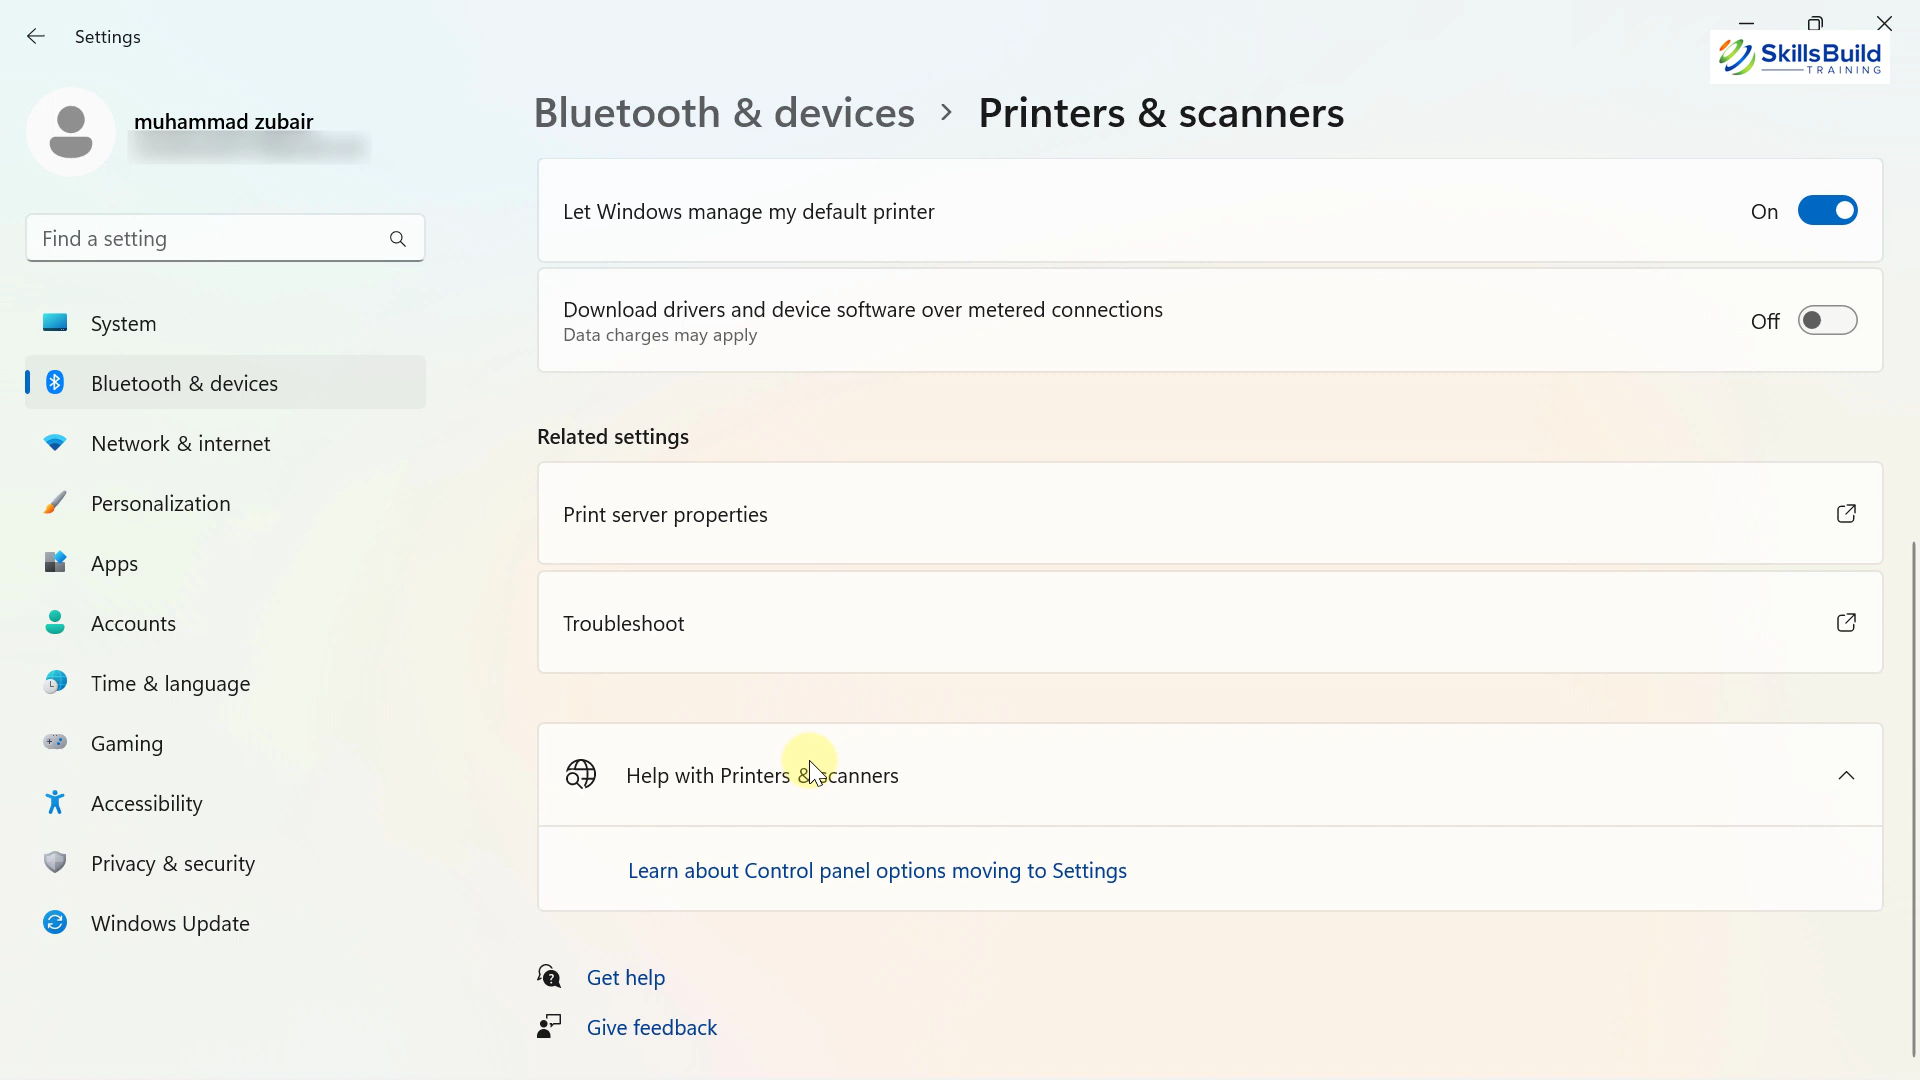 Settings
SkillsBuild
TRAINING
muhammad zubair
Find a setting
System
Bluetooth & devices
Network & internet
Personalization
Apps
Accounts
Time & language
Gaming
Accessibility
Privacy & security
Windows Update
Bluetooth & devices > Printers & scanners
Let Windows manage my default printer On
Download drivers and device software over metered connections Off
Data charges may apply
Related settings
Print server properties
Troubleshoot
Help with Printers & scanners
Learn about Control panel options moving to Settings
Get help
Give feedback